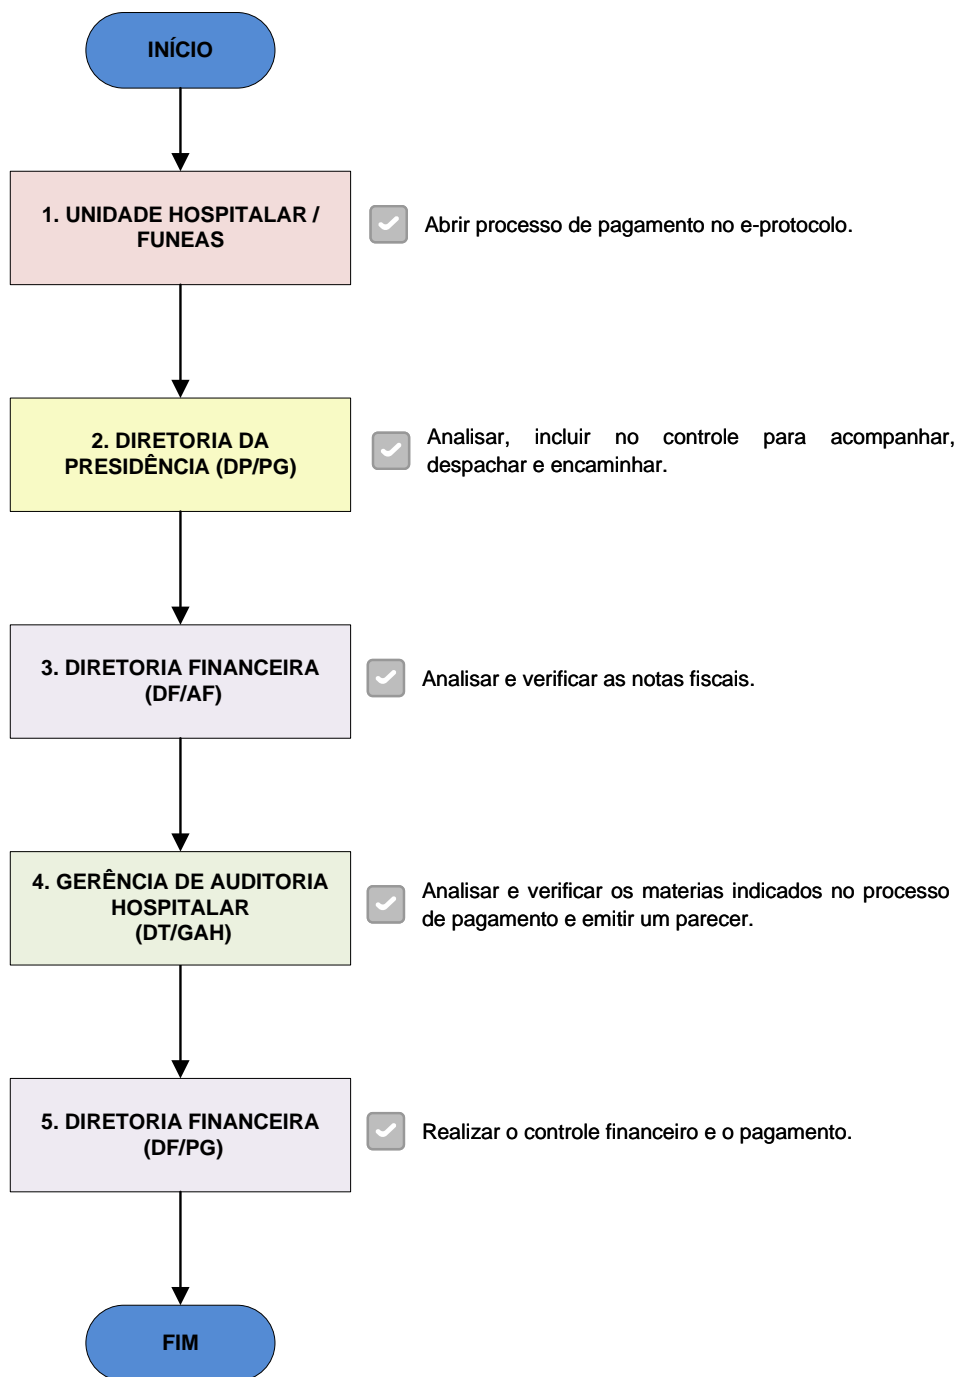 INÍCIO
1. UNIDADE HOSPITALAR /
FUNEAS
Abrir processo de pagamento no e-protocolo.
2. DIRETORIA DA
PRESIDÊNCIA (DP/PG)
Analisar, incluir no controle para acompanhar,
despachar e encaminhar.
3. DIRETORIA FINANCEIRA
(DF/AF)
Analisar e verificar as notas fiscais.
4. GERÊNCIA DE AUDITORIA
HOSPITALAR
(DT/GAH)
Analisar e verificar os materias indicados no processo
de pagamento e emitir um parecer.
5. DIRETORIA FINANCEIRA
(DF/PG)
Realizar o controle financeiro e o pagamento.
FIM